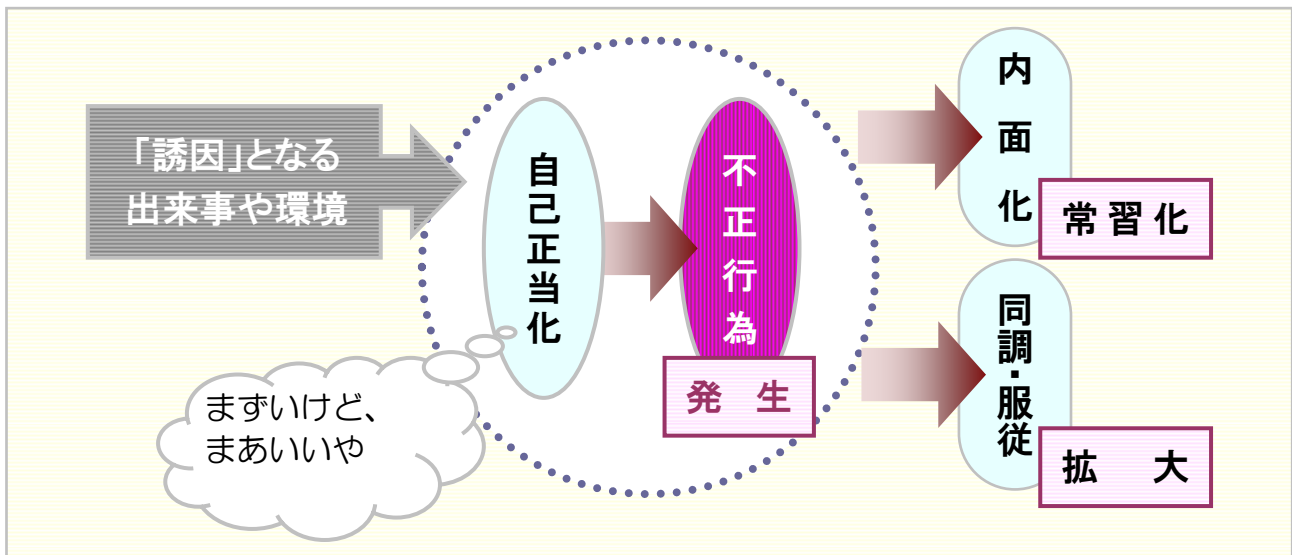 「誘因」となる
出来事や環境
自己正当化
まずいけど、
まあいいや
不正行為
発　生
内面化
常習化
同調・服従
拡　大